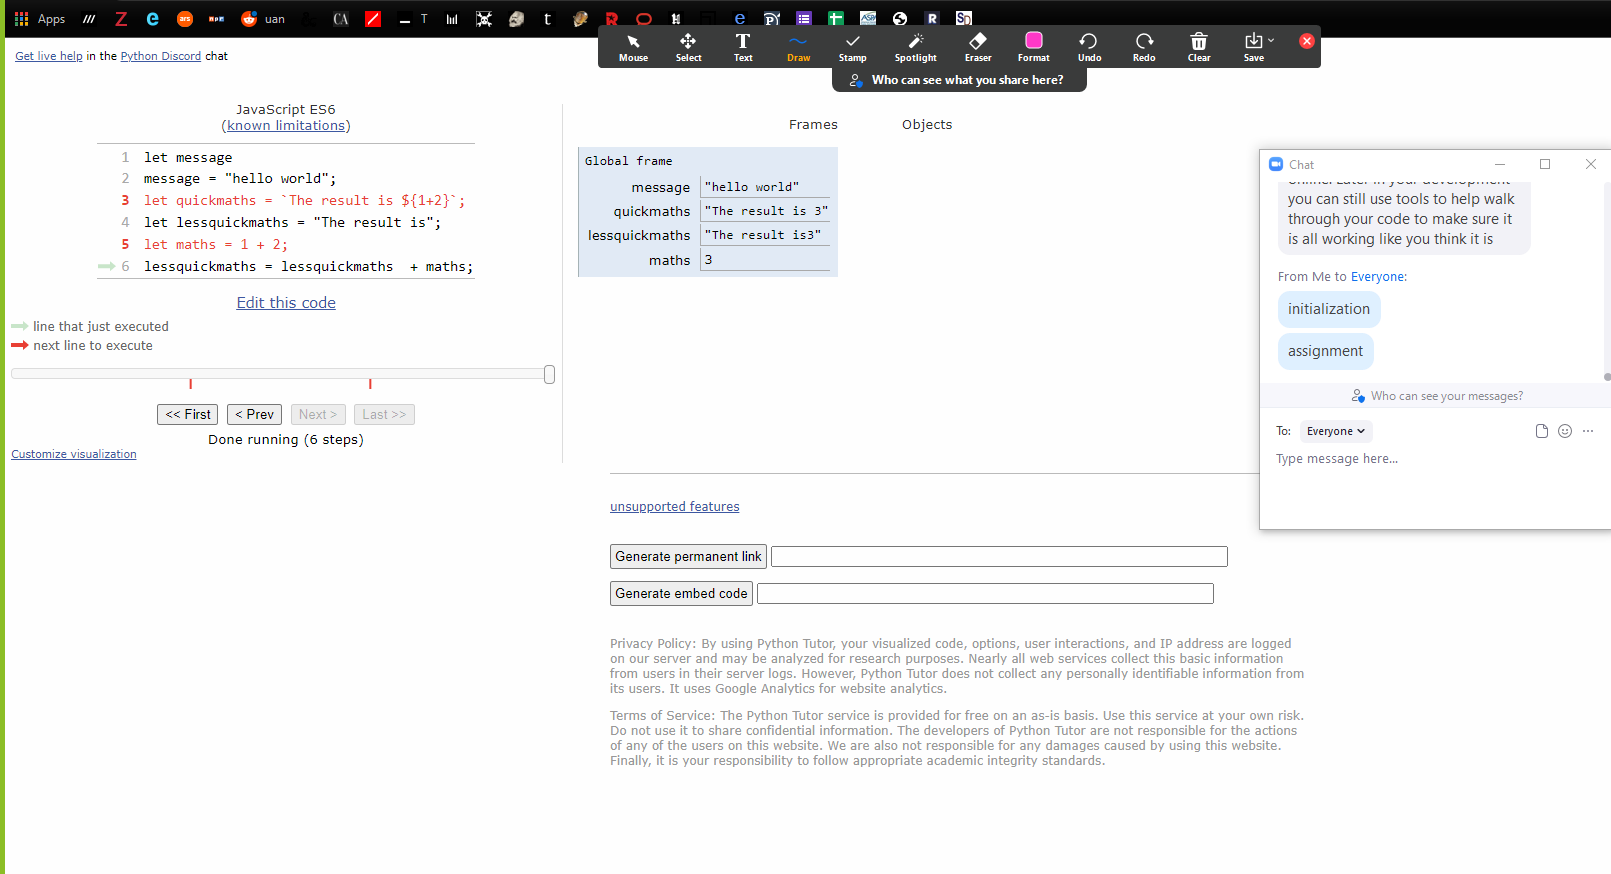 Apps
uan
CA
T
t
Mouse
Select
Text
Draw
Stamp
Spotlight
Eraser
Format
Undo
Redo
Clear
Save
Who can see what you share here?
Get live help in the Python Discord chat
JavaScript ES6
(known limitations)
1 let message
2 message = "hello world";
3 let quickmaths = `The result is ${1+2}`;
4 let lessquickmaths = "The result is";
5 let maths = 1 + 2;
6 lessquickmaths = lessquickmaths  + maths;
Edit this code
line that just executed
next line to execute
<< First
< Prev
Next >
Last >>
Done running (6 steps)
Customize visualization
Frames
Objects
Global frame
message "hello world"
quickmaths "The result is 3"
lessquickmaths "The result is3"
maths 3
unsupported features
Generate permanent link
Generate embed code
Privacy Policy: By using Python Tutor, your visualized code, options, user interactions, and IP address are logged
on our server and may be analyzed for research purposes. Nearly all web services collect this basic information
from users in their server logs. However, Python Tutor does not collect any personally identifiable information from
its users. It uses Google Analytics for website analytics.
Terms of Service: The Python Tutor service is provided for free on an as-is basis. Use this service at your own risk.
Do not use it to share confidential information. The developers of Python Tutor are not responsible for the actions
of any of the users on this website. We are also not responsible for any damages caused by using this website.
Finally, it is your responsibility to follow appropriate academic integrity standards.
Chat
you can still use tools to help walk
through your code to make sure it
is all working like you think it is
From Me to Everyone:
initialization
assignment
Who can see your messages?
To: Everyone
Type message here...